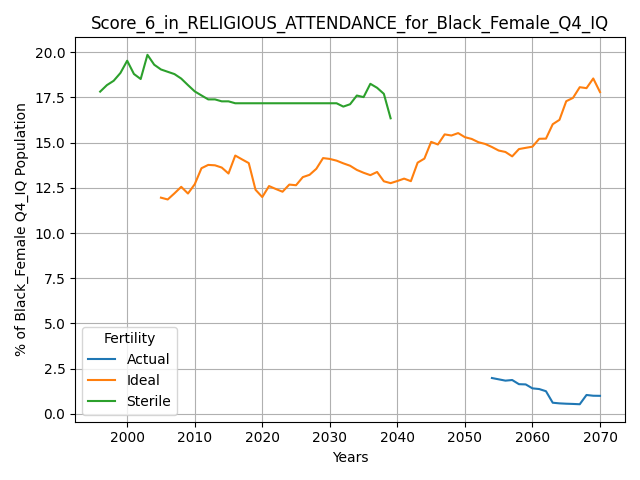 Score_6_in_RELIGIOUS_ATTENDANCE_for_Black_Female_Q4_IQ
% of Black_Female Q4_IQ Population
20.0
17.5
15.0
12.5
10.0
7.5
5.0
2.5
0.0
Fertility
Actual
Ideal
Sterile
2000 2010 2020 2030 2040 2050 2060 2070
Years